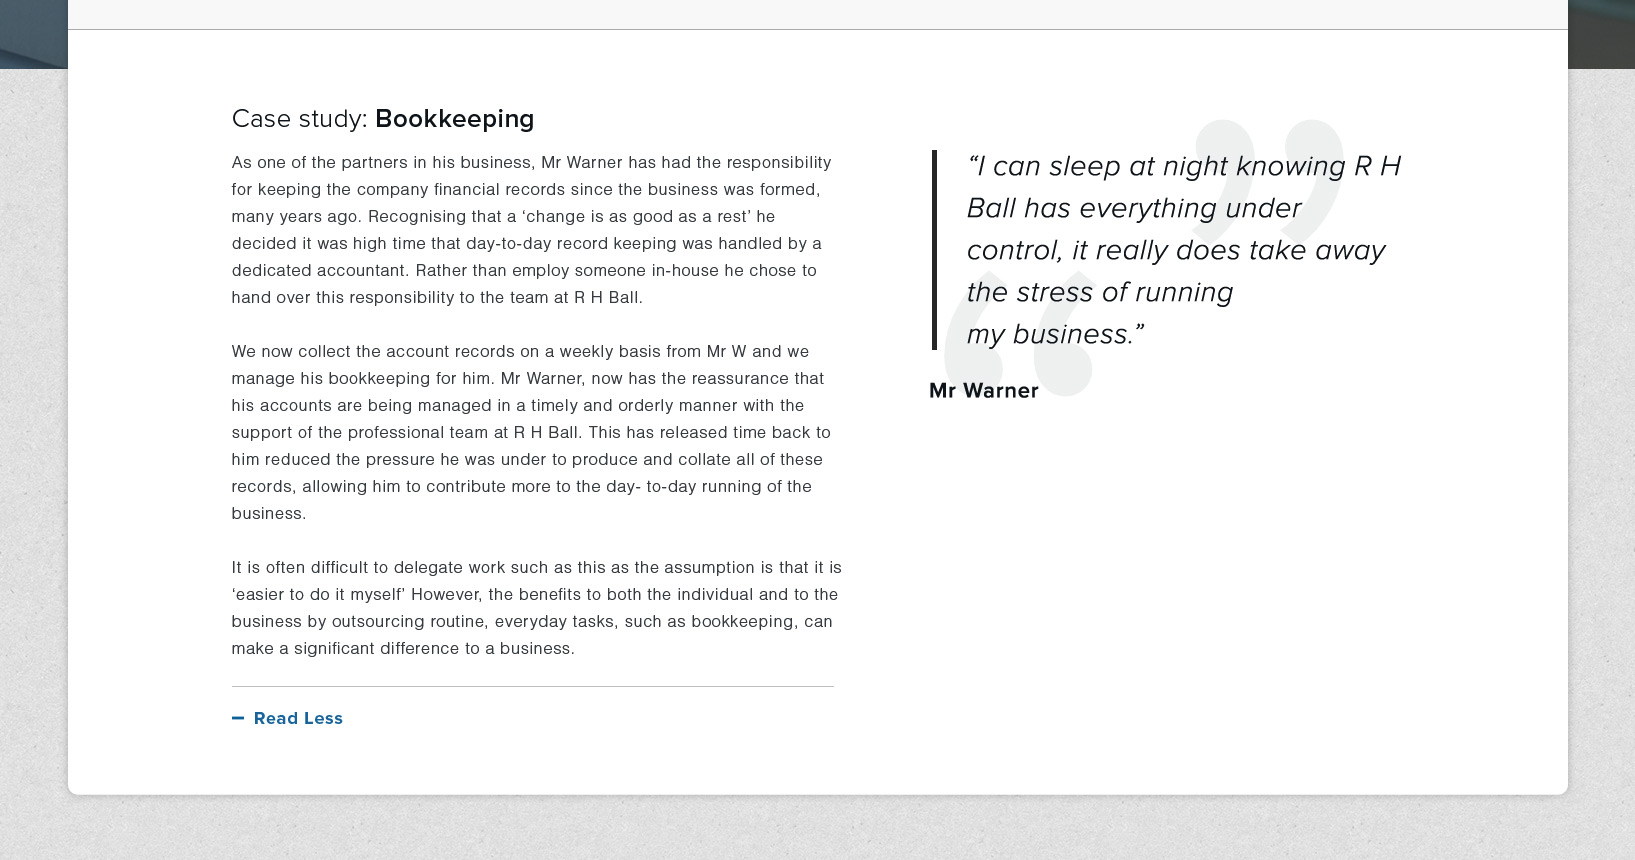 Case study: Bookkeeping
As one of the partners in his business, Mr Warner has had the responsibility
for keeping the company financial records since the business was formed,
many years ago. Recognising that a ‘change is as good as a rest’ he
decided it was high time that day-to-day record keeping was handled by a
dedicated accountant. Rather than employ someone in-house he chose to
hand over this responsibility to the team at R H Ball.
We now collect the account records on a weekly basis from Mr W and we
manage his bookkeeping for him. Mr Warner, now has the reassurance that
his accounts are being managed in a timely and orderly manner with the
support of the professional team at R H Ball. This has released time back to
him reduced the pressure he was under to produce and collate all of these
records, allowing him to contribute more to the day- to-day running of the
business.
It is often difficult to delegate work such as this as the assumption is that it is
‘easier to do it myself’ However, the benefits to both the individual and to the
business by outsourcing routine, everyday tasks, such as bookkeeping, can
make a significant difference to a business.
Read Less
“I can sleep at night knowing R H
Ball has everything under
control, it really does take away
the stress of running
my business.”
Mr Warner